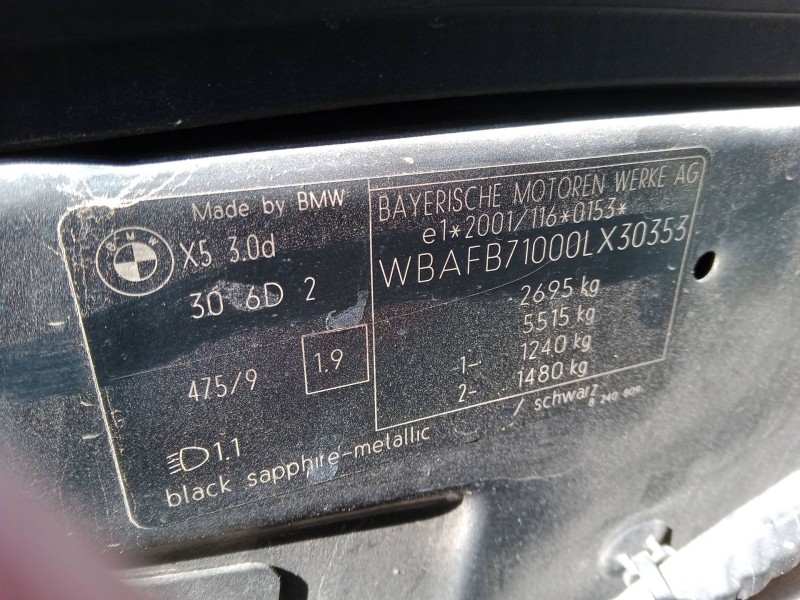 Made by BMW
BMW
X5 3.0d
30 6D 2
475/9
1.9
1.1
black sapphire-metallic / schwarz
BAYERISCHE MOTOREN WERKE AG
e1*2001/116*0153*
WBAFB71000LX30353
2695 kg
5515 kg
-1- 1240 kg
2- 1480 kg